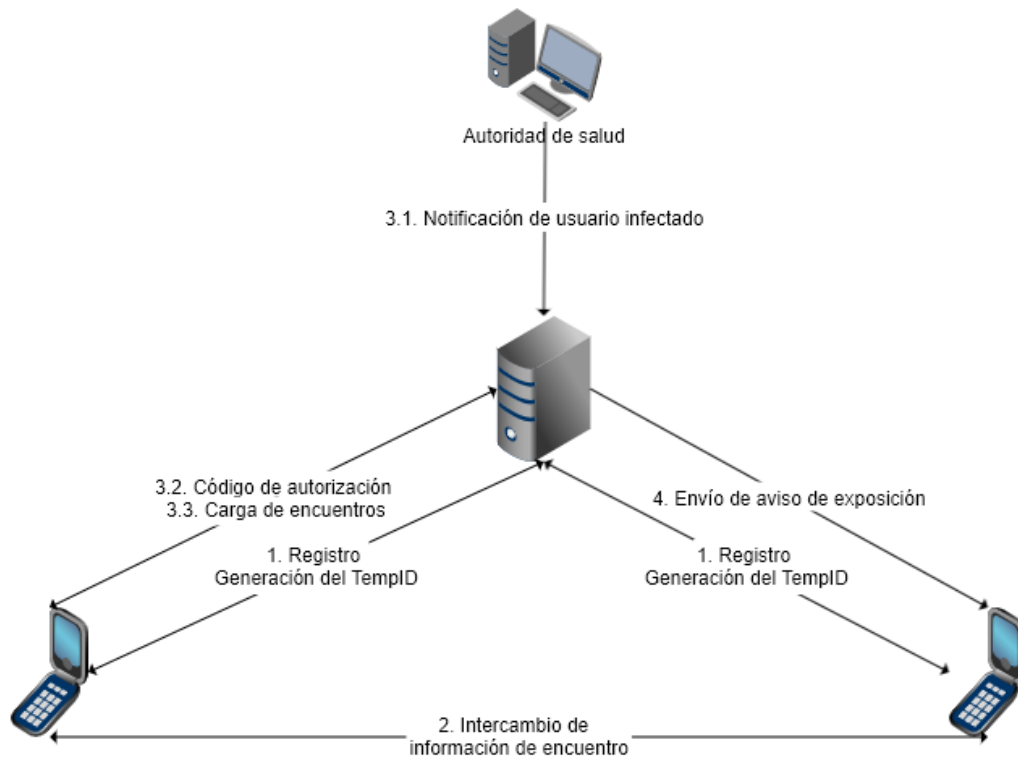 Autoridad de salud
3.1. Notificación de usuario infectado
3.2. Código de autorización
3.3. Carga de encuentros
4. Envío de aviso de exposición
1. Registro
Generación del TempID
1. Registro
Generación del TempID
2. Intercambio de
información de encuentro